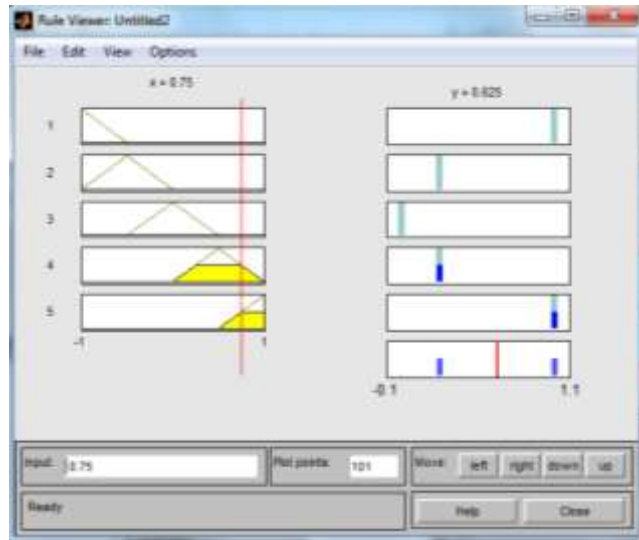 Rule Viewer: Untitled2
File Edit View Options
x = 0.75
y = 0.625
1
2
3
4
5
-1 1
-0.1 1.1
Input: 0.75
Plot points: 101
Move: left right down up
Ready
Help Close